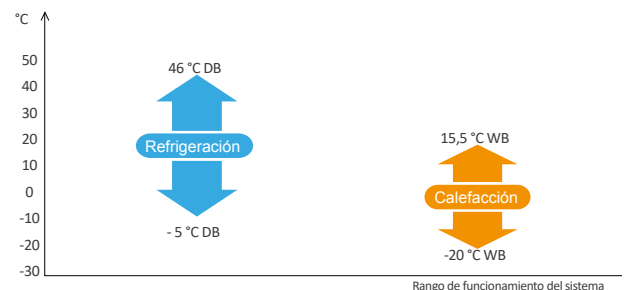 °C
50
40
30
20
10
0
-10
-20
-30
46 °C DB
Refrigeración
- 5 °C DB
15,5 °C WB
Calefacción
-20 °C WB
Rango de funcionamiento del sistema